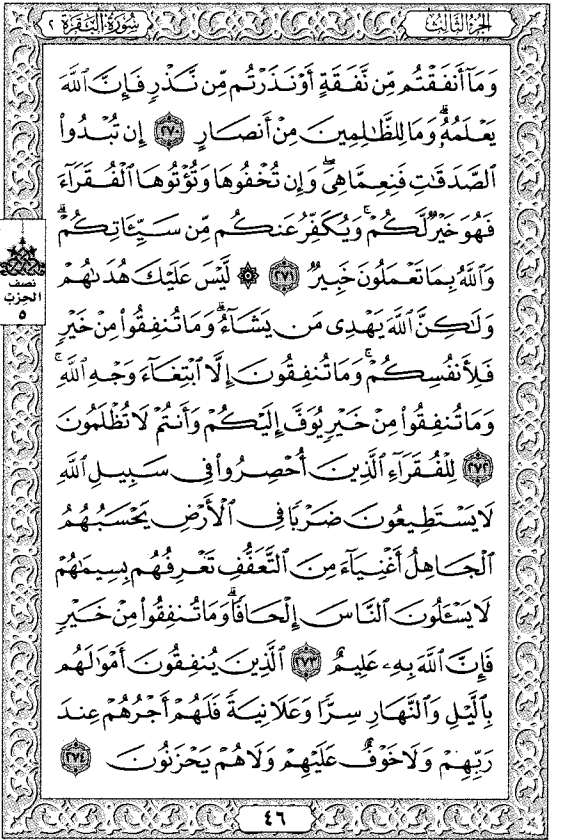 الجزء الثالث
سورة البقرة ٢
وَمَآ أَنفَقْتُم مِّن نَّفَقَةٍ أَوْ نَذَرْتُم مِّن نَّذْرٍ فَإِنَّ ٱللَّهَ
يَعْلَمُهُۥۗ وَمَا لِلظَّٰلِمِينَ مِنْ أَنصَارٍ ٢٧٠ إِن تُبْدُوا۟
ٱلصَّدَقَٰتِ فَنِعِمَّا هِىَۖ وَإِن تُخْفُوهَا وَتُؤْتُوهَا ٱلْفُقَرَآءَ
فَهُوَ خَيْرٌ لَّكُمْۚ وَيُكَفِّرُ عَنكُم مِّن سَيِّـَٔاتِكُمْۗ
وَٱللَّهُ بِمَا تَعْمَلُونَ خَبِيرٌ ٢٧١ ۞ لَّيْسَ عَلَيْكَ هُدَىٰهُمْ
وَلَٰكِنَّ ٱللَّهَ يَهْدِى مَن يَشَآءُۗ وَمَا تُنفِقُوا۟ مِنْ خَيْرٍ
فَلِأَنفُسِكُمْۚ وَمَا تُنفِقُونَ إِلَّا ٱبْتِغَآءَ وَجْهِ ٱللَّهِۚ
وَمَا تُنفِقُوا۟ مِنْ خَيْرٍ يُوَفَّ إِلَيْكُمْ وَأَنتُمْ لَا تُظْلَمُونَ
٢٧٢ لِلْفُقَرَآءِ ٱلَّذِينَ أُحْصِرُوا۟ فِى سَبِيلِ ٱللَّهِ
لَا يَسْتَطِيعُونَ ضَرْبًا فِى ٱلْأَرْضِ يَحْسَبُهُمُ
ٱلْجَاهِلُ أَغْنِيَآءَ مِنَ ٱلتَّعَفُّفِ تَعْرِفُهُم بِسِيمَٰهُمْ
لَا يَسْـَٔلُونَ ٱلنَّاسَ إِلْحَافًاۗ وَمَا تُنفِقُوا۟ مِنْ خَيْرٍ
فَإِنَّ ٱللَّهَ بِهِۦ عَلِيمٌ ٢٧٣ ٱلَّذِينَ يُنفِقُونَ أَمْوَٰلَهُم
بِٱلَّيْلِ وَٱلنَّهَارِ سِرًّا وَعَلَانِيَةً فَلَهُمْ أَجْرُهُمْ عِندَ
رَبِّهِمْ وَلَا خَوْفٌ عَلَيْهِمْ وَلَا هُمْ يَحْزَنُونَ ٢٧٤
نصف
الحزب
٥
٤٦